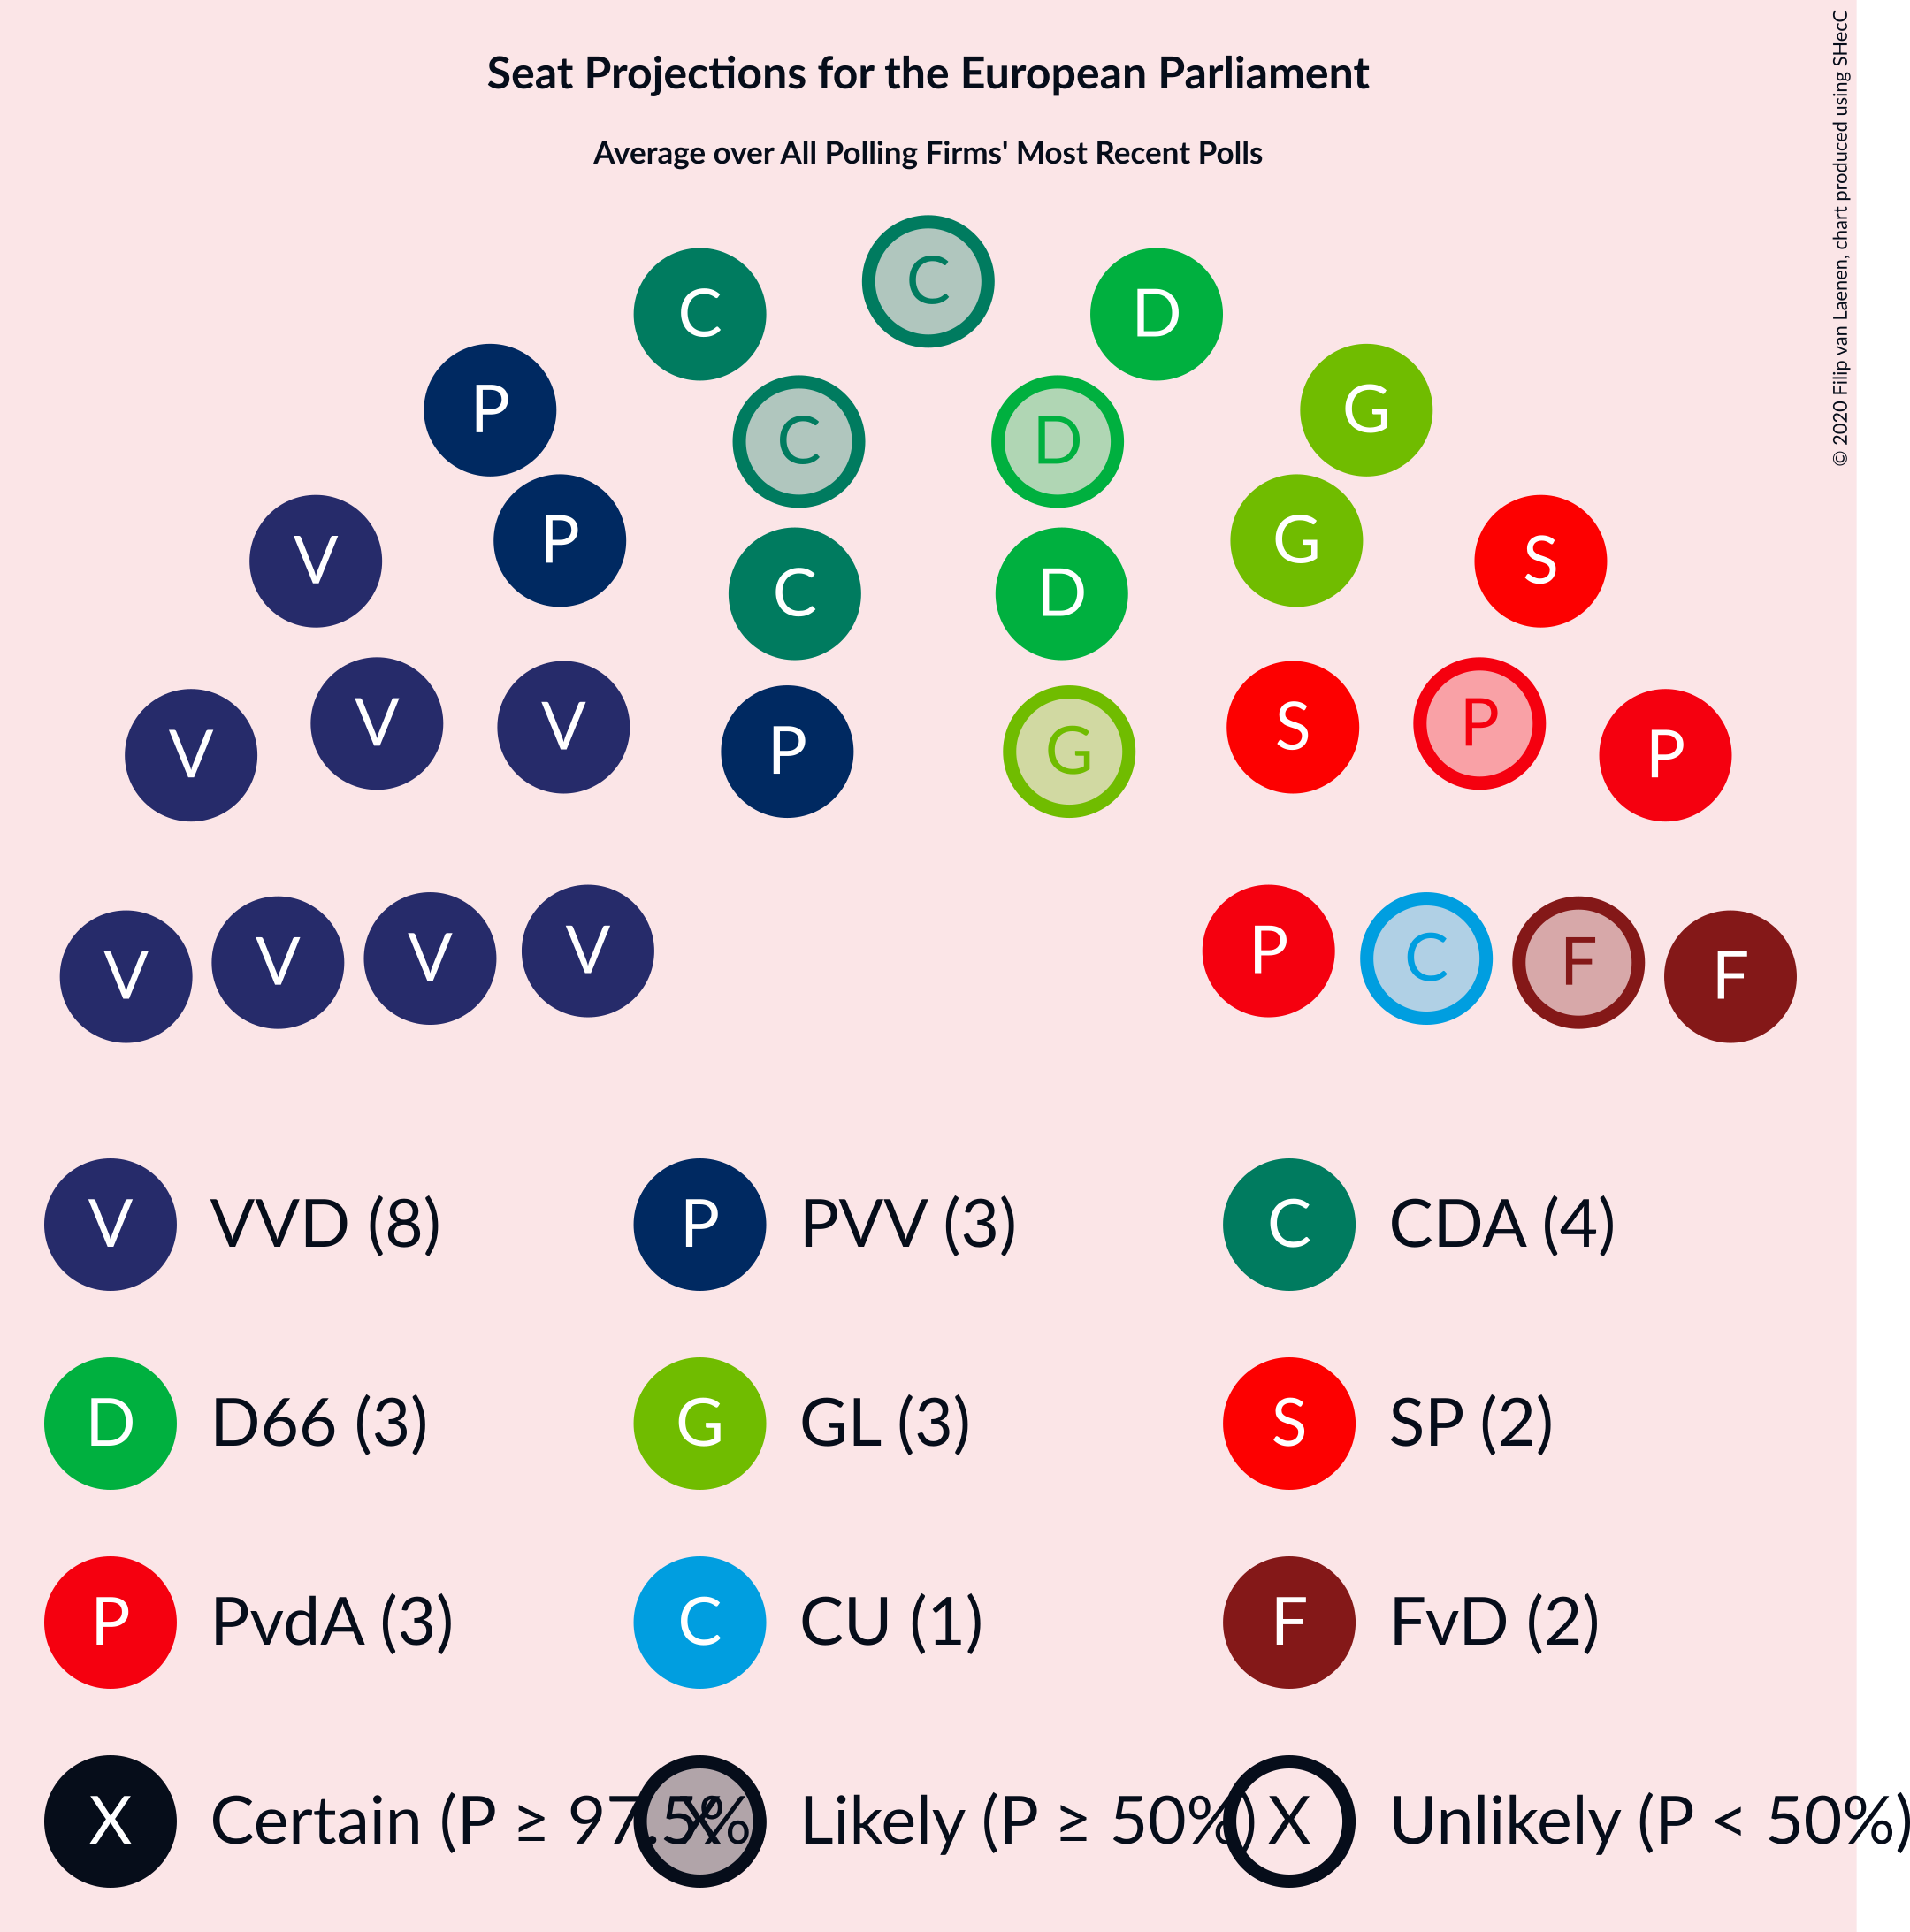 Seat Projections for the European Parliament
Average over All Polling Firms' Most Recent Polls
© 2020 Filip van Laenen, chart produced using SHecC
C
C D
P C D G
P G
V C D S
V V V P G S P P
V V V V P C F F
V VVD (8) P PVV (3) C CDA (4)
D D66 (3) G GL (3) S SP (2)
P PvdA (3) C CU (1) F FvD (2)
X Certain (P ≥ 97.5% X Likely (P ≥ 50%) X Unlikely (P < 50%)